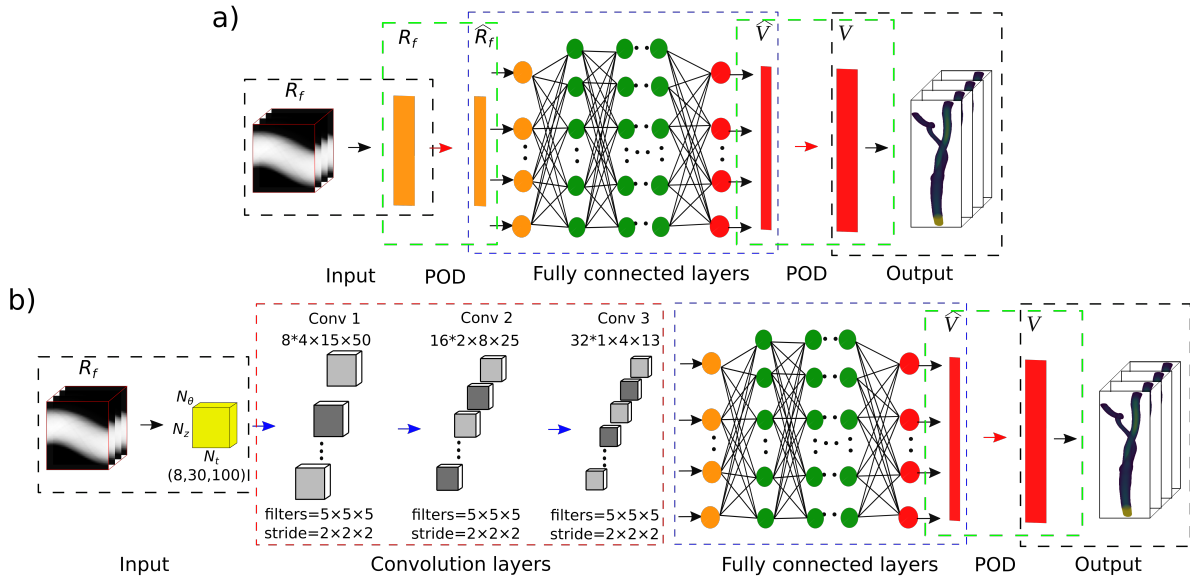 a)
R_f
R_f
\widehat{R}_f
\widehat{V}
V
Input
POD
Fully connected layers
POD
Output
b)
R_f
N_θ
N_z
N_t
(8,30,100)
Conv 1
8*4×15×50
Conv 2
16*2×8×25
Conv 3
32*1×4×13
filters=5×5×5
stride=2×2×2
filters=5×5×5
stride=2×2×2
filters=5×5×5
stride=2×2×2
\widehat{V}
V
Input
Convolution layers
Fully connected layers
POD
Output